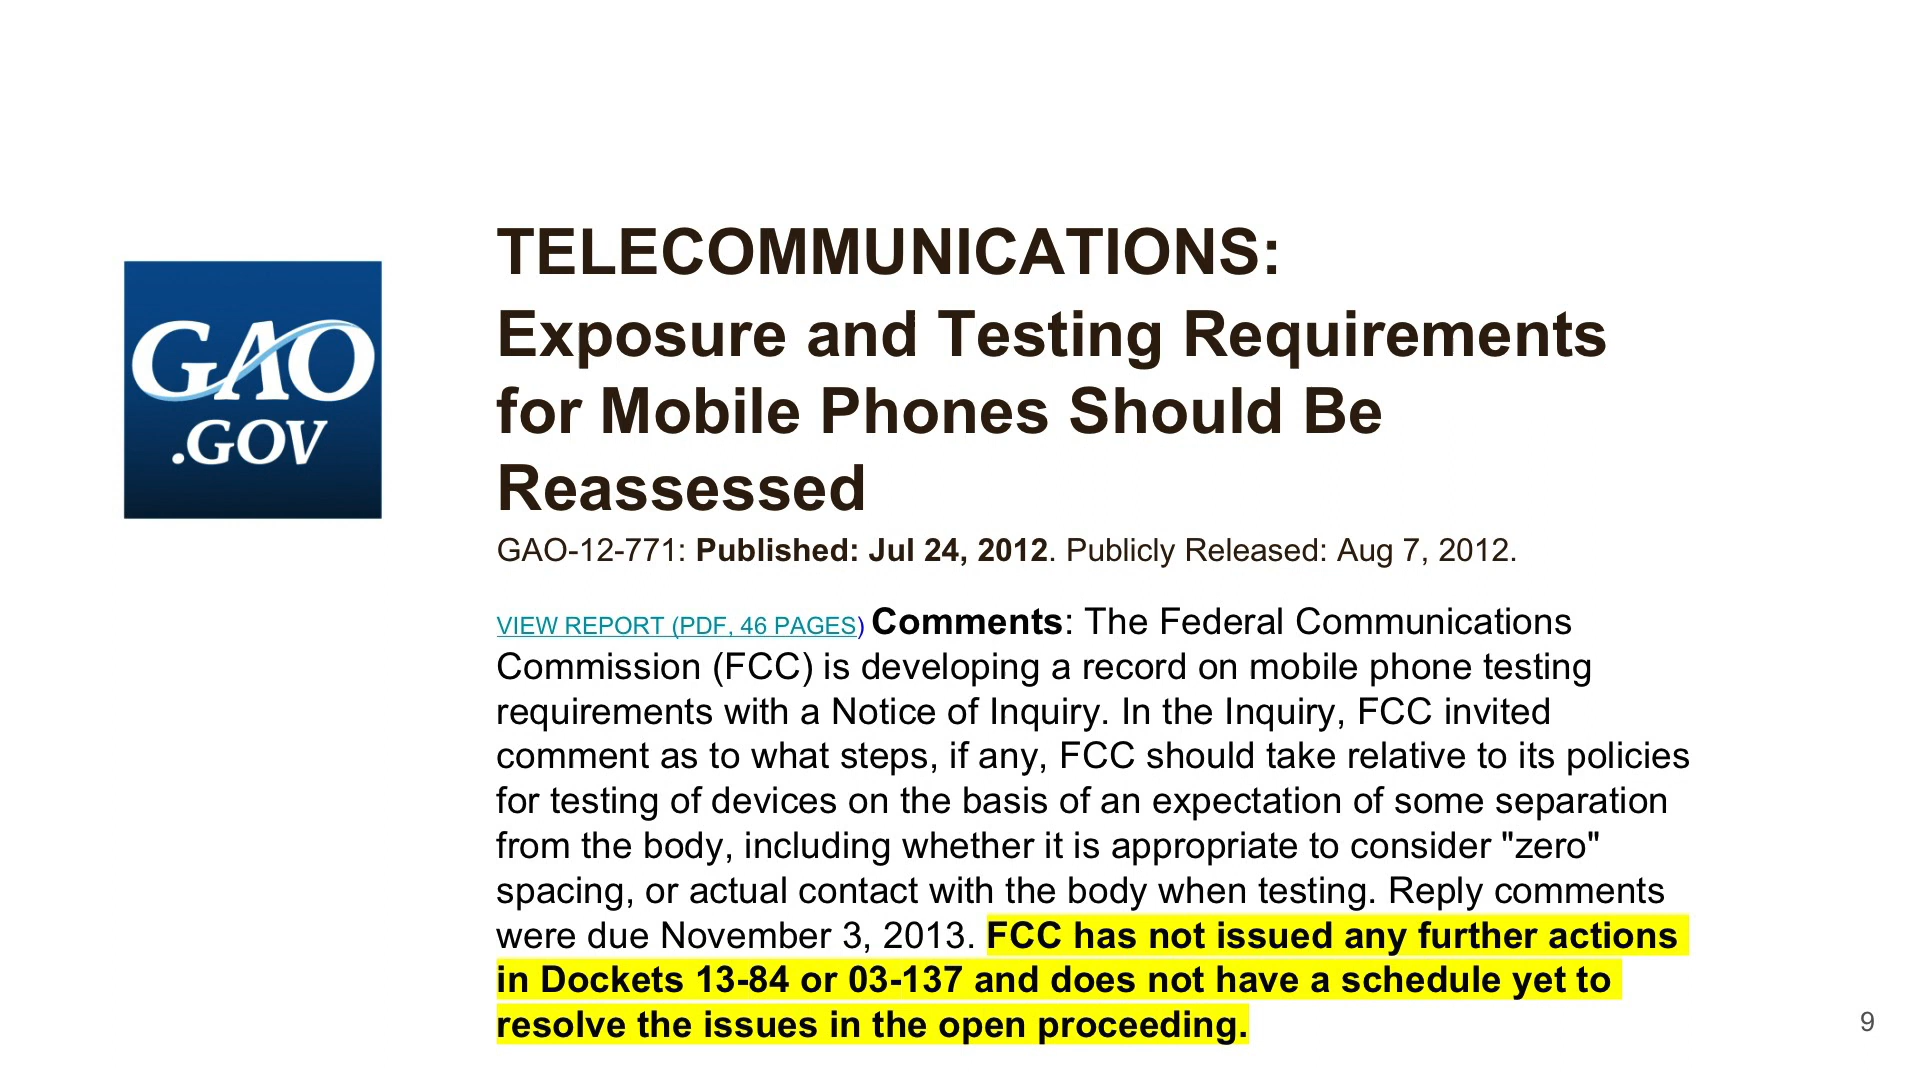 GAO
.GOV
TELECOMMUNICATIONS:
Exposure and Testing Requirements
for Mobile Phones Should Be
Reassessed
GAO-12-771: Published: Jul 24, 2012. Publicly Released: Aug 7, 2012.
VIEW REPORT (PDF, 46 PAGES) Comments: The Federal Communications
Commission (FCC) is developing a record on mobile phone testing
requirements with a Notice of Inquiry. In the Inquiry, FCC invited
comment as to what steps, if any, FCC should take relative to its policies
for testing of devices on the basis of an expectation of some separation
from the body, including whether it is appropriate to consider "zero"
spacing, or actual contact with the body when testing. Reply comments
were due November 3, 2013. FCC has not issued any further actions
in Dockets 13-84 or 03-137 and does not have a schedule yet to
resolve the issues in the open proceeding.
9